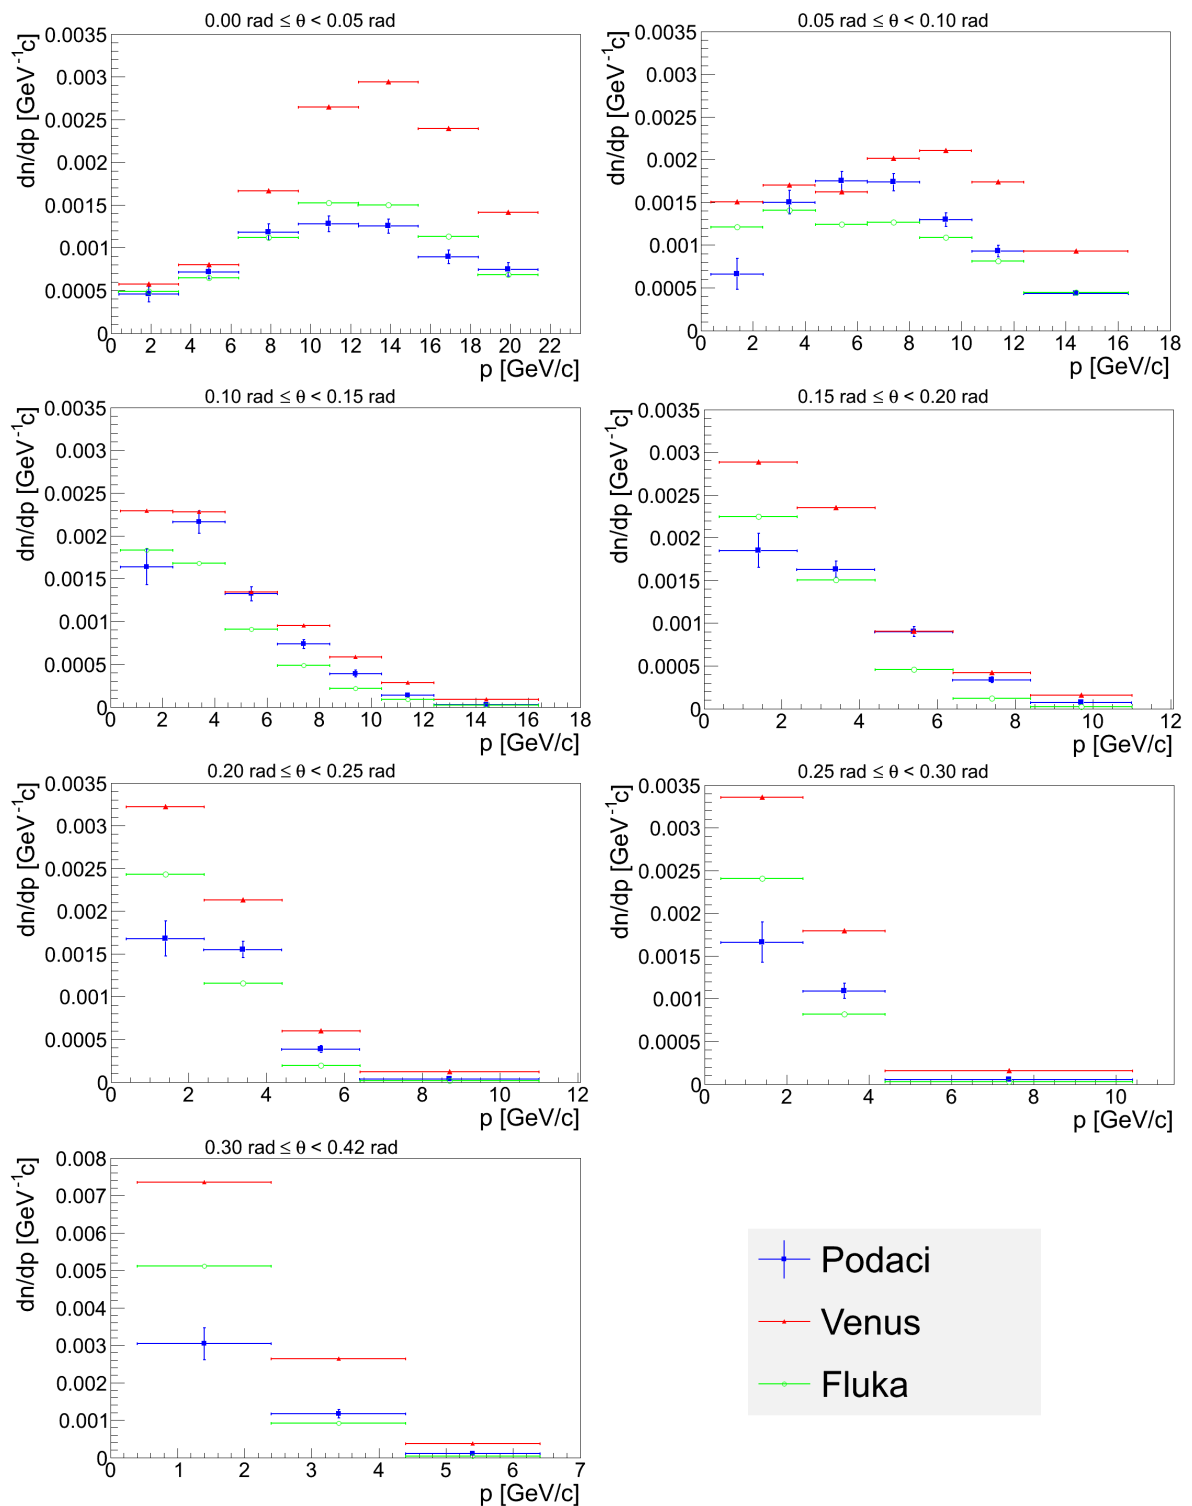 0.00 rad ≤ θ < 0.05 rad
dn/dp [GeV⁻¹c]
0.0035
0.003
0.0025
0.002
0.0015
0.001
0.0005
0
0 2 4 6 8 10 12 14 16 18 20 22
p [GeV/c]
0.05 rad ≤ θ < 0.10 rad
dn/dp [GeV⁻¹c]
0.0035
0.003
0.0025
0.002
0.0015
0.001
0.0005
0
0 2 4 6 8 10 12 14 16 18
p [GeV/c]
0.10 rad ≤ θ < 0.15 rad
dn/dp [GeV⁻¹c]
0.0035
0.003
0.0025
0.002
0.0015
0.001
0.0005
0
0 2 4 6 8 10 12 14 16 18
p [GeV/c]
0.15 rad ≤ θ < 0.20 rad
dn/dp [GeV⁻¹c]
0.0035
0.003
0.0025
0.002
0.0015
0.001
0.0005
0
0 2 4 6 8 10 12
p [GeV/c]
0.20 rad ≤ θ < 0.25 rad
dn/dp [GeV⁻¹c]
0.0035
0.003
0.0025
0.002
0.0015
0.001
0.0005
0
0 2 4 6 8 10 12
p [GeV/c]
0.25 rad ≤ θ < 0.30 rad
dn/dp [GeV⁻¹c]
0.0035
0.003
0.0025
0.002
0.0015
0.001
0.0005
0
0 2 4 6 8 10
p [GeV/c]
0.30 rad ≤ θ < 0.42 rad
dn/dp [GeV⁻¹c]
0.008
0.007
0.006
0.005
0.004
0.003
0.002
0.001
0
0 1 2 3 4 5 6 7
p [GeV/c]
Podaci
Venus
Fluka